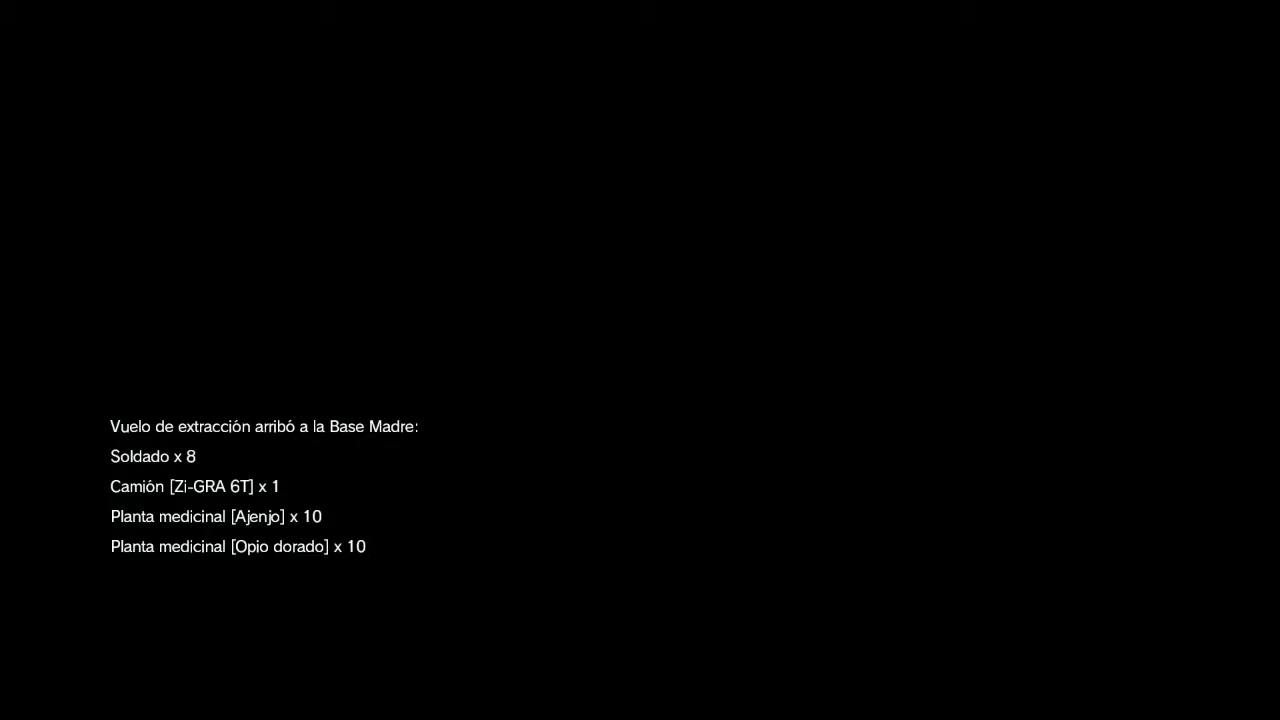 Vuelo de extracción arribó a la Base Madre:
Soldado x 8
Camión [Zi-GRA 6T] x 1
Planta medicinal [Ajenjo] x 10
Planta medicinal [Opio dorado] x 10